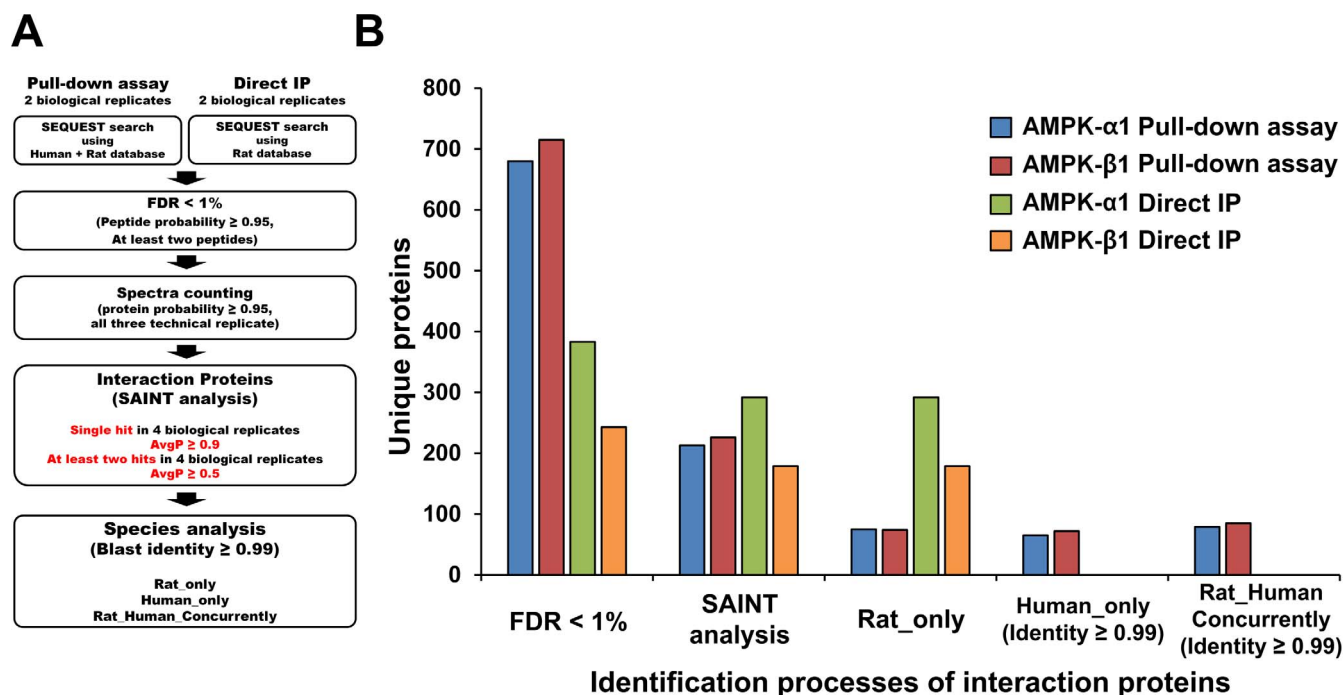 A
Pull-down assay
2 biological replicates
Direct IP
2 biological replicates
SEQUEST search
using
Human + Rat database
SEQUEST search
using
Rat database
FDR < 1%
(Peptide probability ≥ 0.95,
At least two peptides)
Spectra counting
(protein probability ≥ 0.95,
all three technical replicate)
Interaction Proteins
(SAINT analysis)
Single hit in 4 biological replicates
AvgP ≥ 0.9
At least two hits in 4 biological replicates
AvgP ≥ 0.5
Species analysis
(Blast identity ≥ 0.99)
Rat_only
Human_only
Rat_Human_Concurrently
B
Unique proteins
800
700
600
500
400
300
200
100
0
AMPK-α1 Pull-down assay
AMPK-β1 Pull-down assay
AMPK-α1 Direct IP
AMPK-β1 Direct IP
FDR < 1%
SAINT
analysis
Rat_only
Human_only
(Identity ≥ 0.99)
Rat_Human
Concurrently
(Identity ≥ 0.99)
Identification processes of interaction proteins